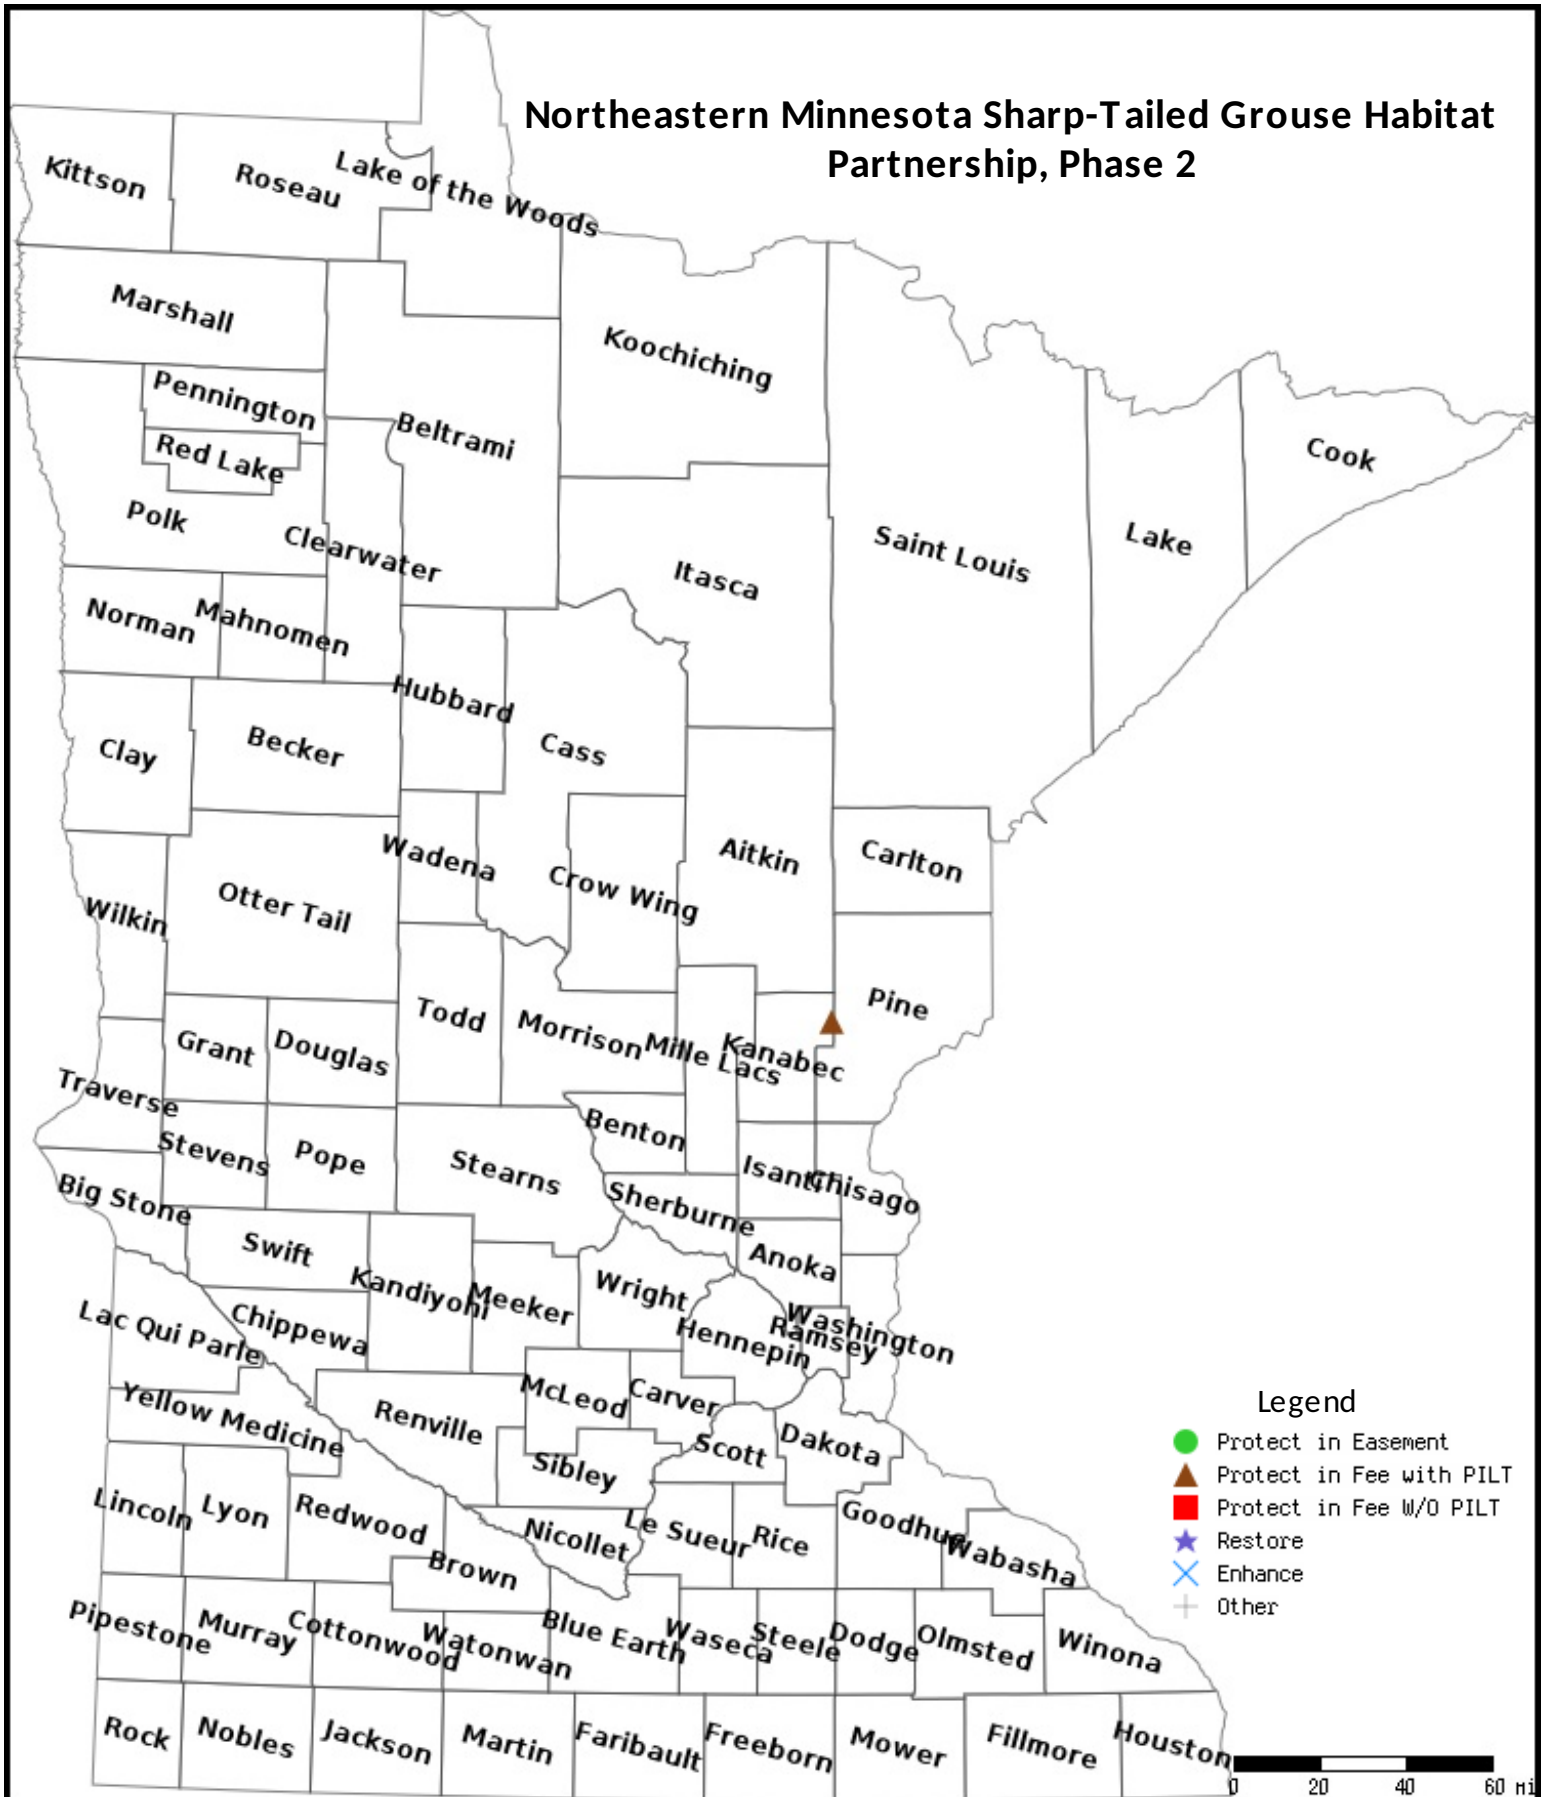 Northeastern Minnesota Sharp-Tailed Grouse Habitat
Partnership, Phase 2
Kittson
Roseau
Lake of the Woods
Marshall
Koochiching
Pennington
Beltrami
Red Lake
Cook
Polk
Clearwater
Saint Louis
Lake
Itasca
Norman
Mahnomen
Hubbard
Clay
Becker
Cass
Wadena
Aitkin
Carlton
Crow Wing
Otter Tail
Wilkin
Pine
Todd
Morrison
Mille Lacs
Kanabec
Grant
Douglas
Traverse
Stevens
Pope
Benton
Stearns
Isanti
Chisago
Big Stone
Sherburne
Swift
Anoka
Kandiyohi
Meeker
Wright
Washington
Ramsey
Hennepin
Lac Qui Parle
Chippewa
McLeod
Carver
Yellow Medicine
Renville
Scott
Dakota
Sibley
Lincoln
Lyon
Redwood
Nicollet
Le Sueur
Rice
Goodhue
Wabasha
Brown
Pipestone
Murray
Cottonwood
Watonwan
Blue Earth
Waseca
Steele
Dodge
Olmsted
Winona
Rock
Nobles
Jackson
Martin
Faribault
Freeborn
Mower
Fillmore
Houston
Legend
Protect in Easement
Protect in Fee with PILT
Protect in Fee W/O PILT
Restore
Enhance
Other
0 20 40 60 mi